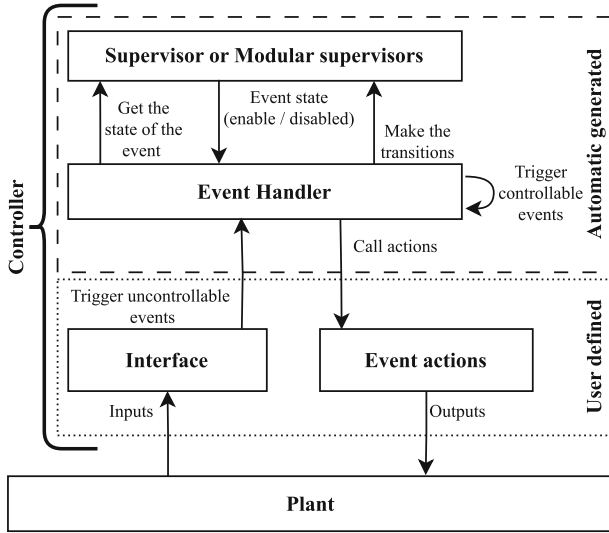 Supervisor or Modular supervisors
Get the
state of the
event
Event state
(enable / disabled)
Make the
transitions
Event Handler
Trigger
controllable
events
Automatic generated
Controller
Call actions
Trigger uncontrollable
events
Interface
Event actions
User defined
Inputs
Outputs
Plant